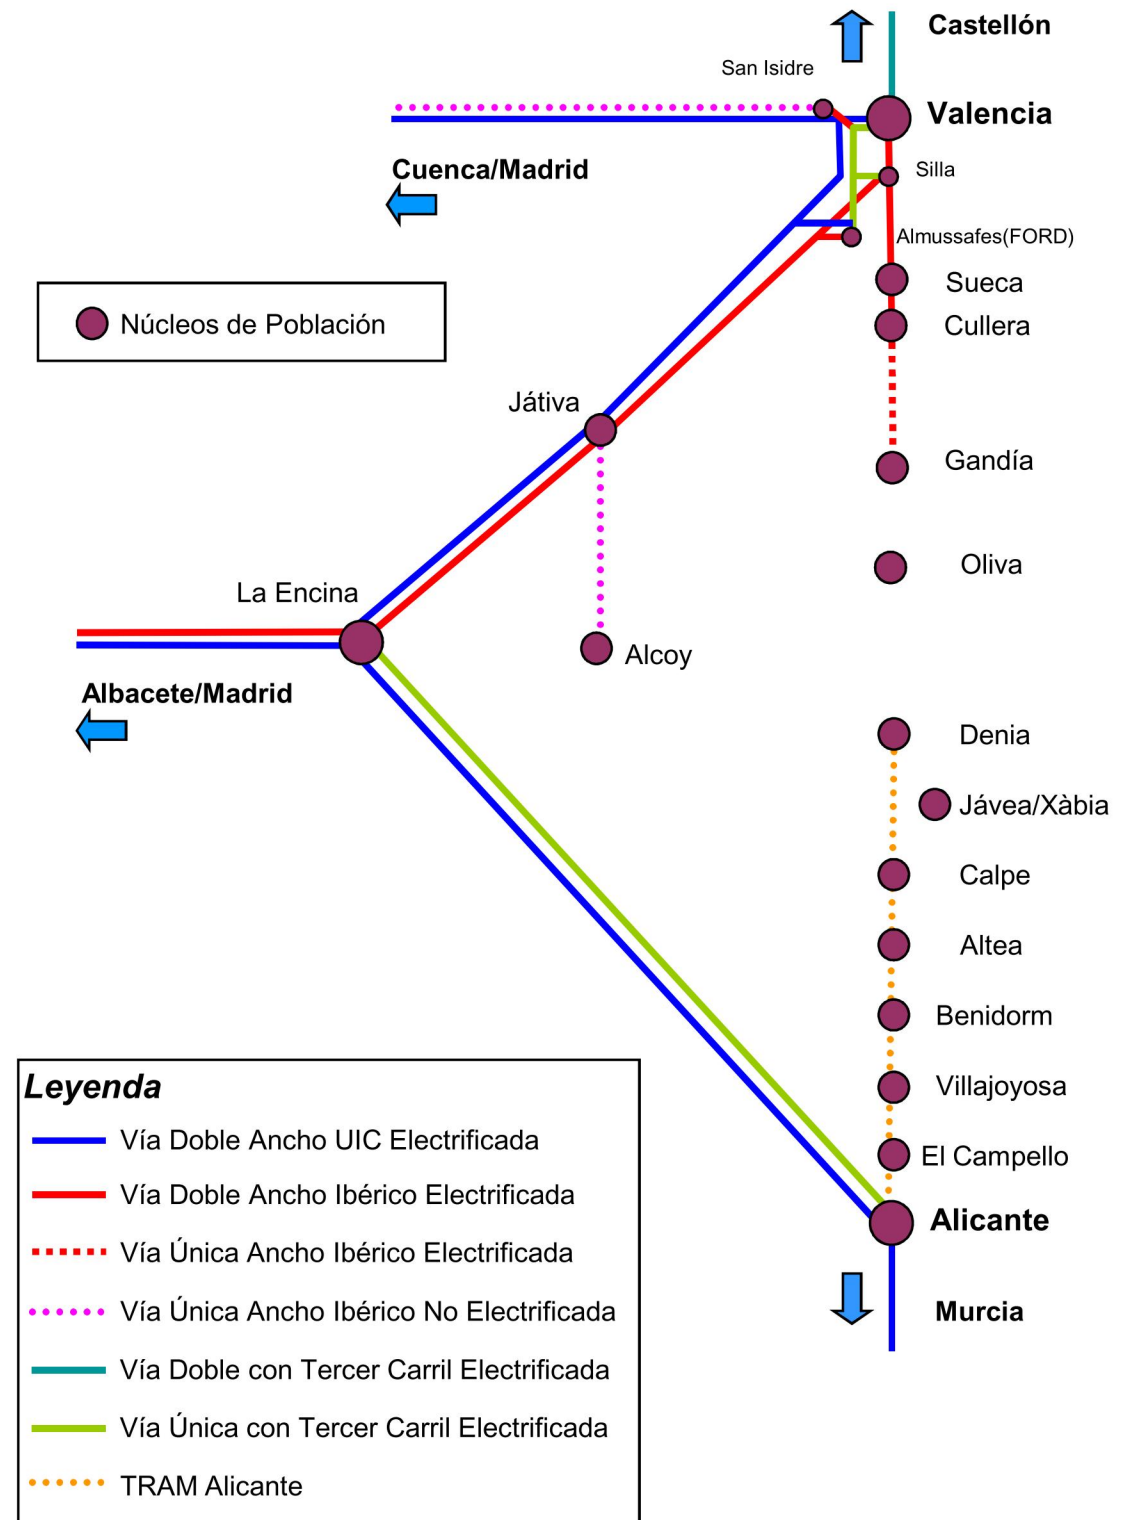 Castellón
San Isidre
Valencia
Cuenca/Madrid
Silla
Almussafes(FORD)
Sueca
Núcleos de Población
Cullera
Játiva
Gandía
Oliva
La Encina
Alcoy
Albacete/Madrid
Denia
Jávea/Xàbia
Calpe
Altea
Benidorm
Villajoyosa
El Campello
Alicante
Murcia
Leyenda
Vía Doble Ancho UIC Electrificada
Vía Doble Ancho Ibérico Electrificada
Vía Única Ancho Ibérico Electrificada
Vía Única Ancho Ibérico No Electrificada
Vía Doble con Tercer Carril Electrificada
Vía Única con Tercer Carril Electrificada
TRAM Alicante